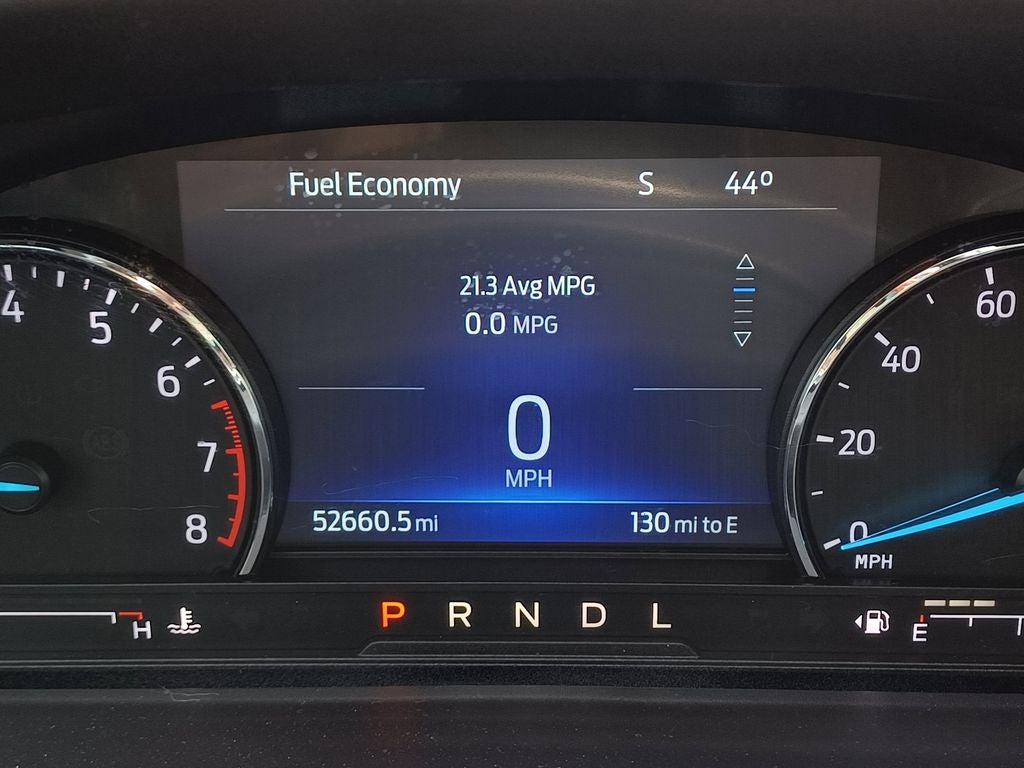 Fuel Economy S 44º
21.3 Avg MPG
0.0 MPG
0
MPH
52660.5 mi 130 mi to E
4
5
6
7
8
60
40
20
0
MPH
H P R N D L E